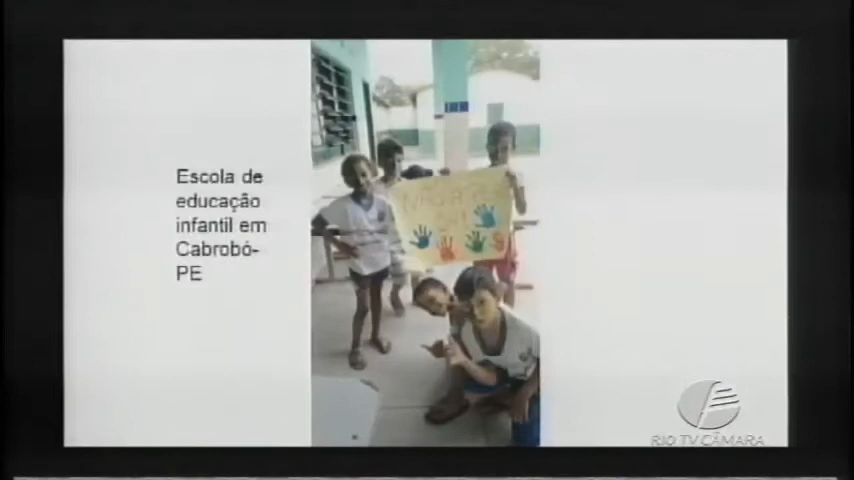 Escola de
educação
infantil em
Cabrobó-
PE
RIO TV CÂMARA